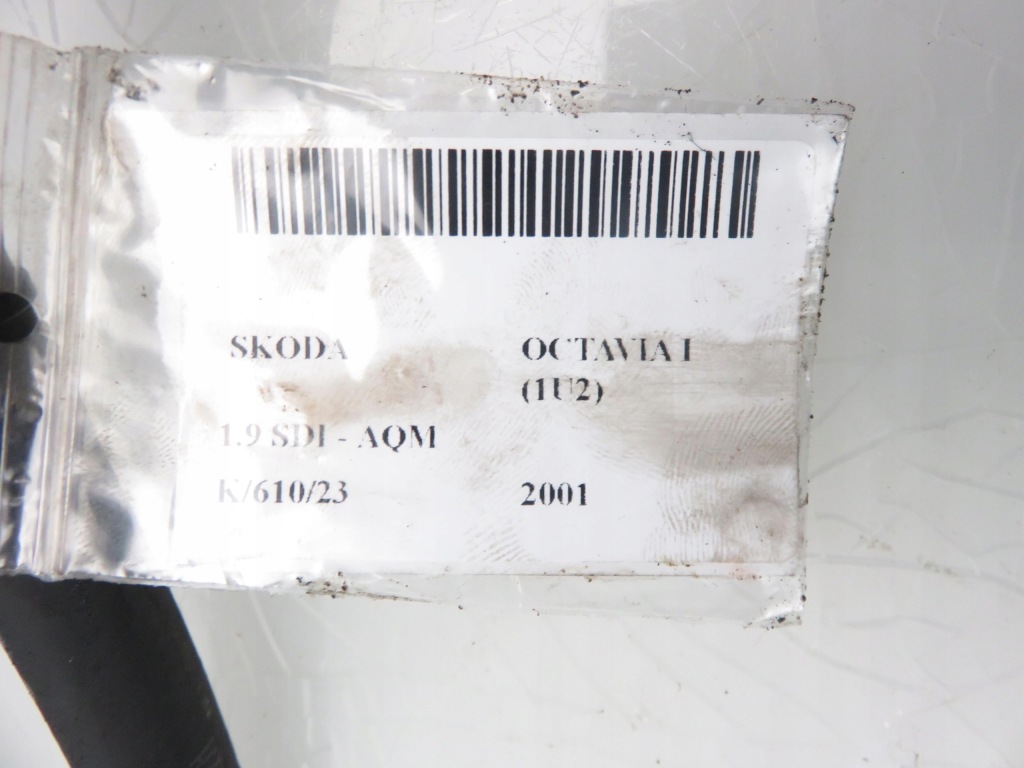 SKODA OCTAVIA I
(1U2)
1.9 SDI - AQM
K/610/23 2001